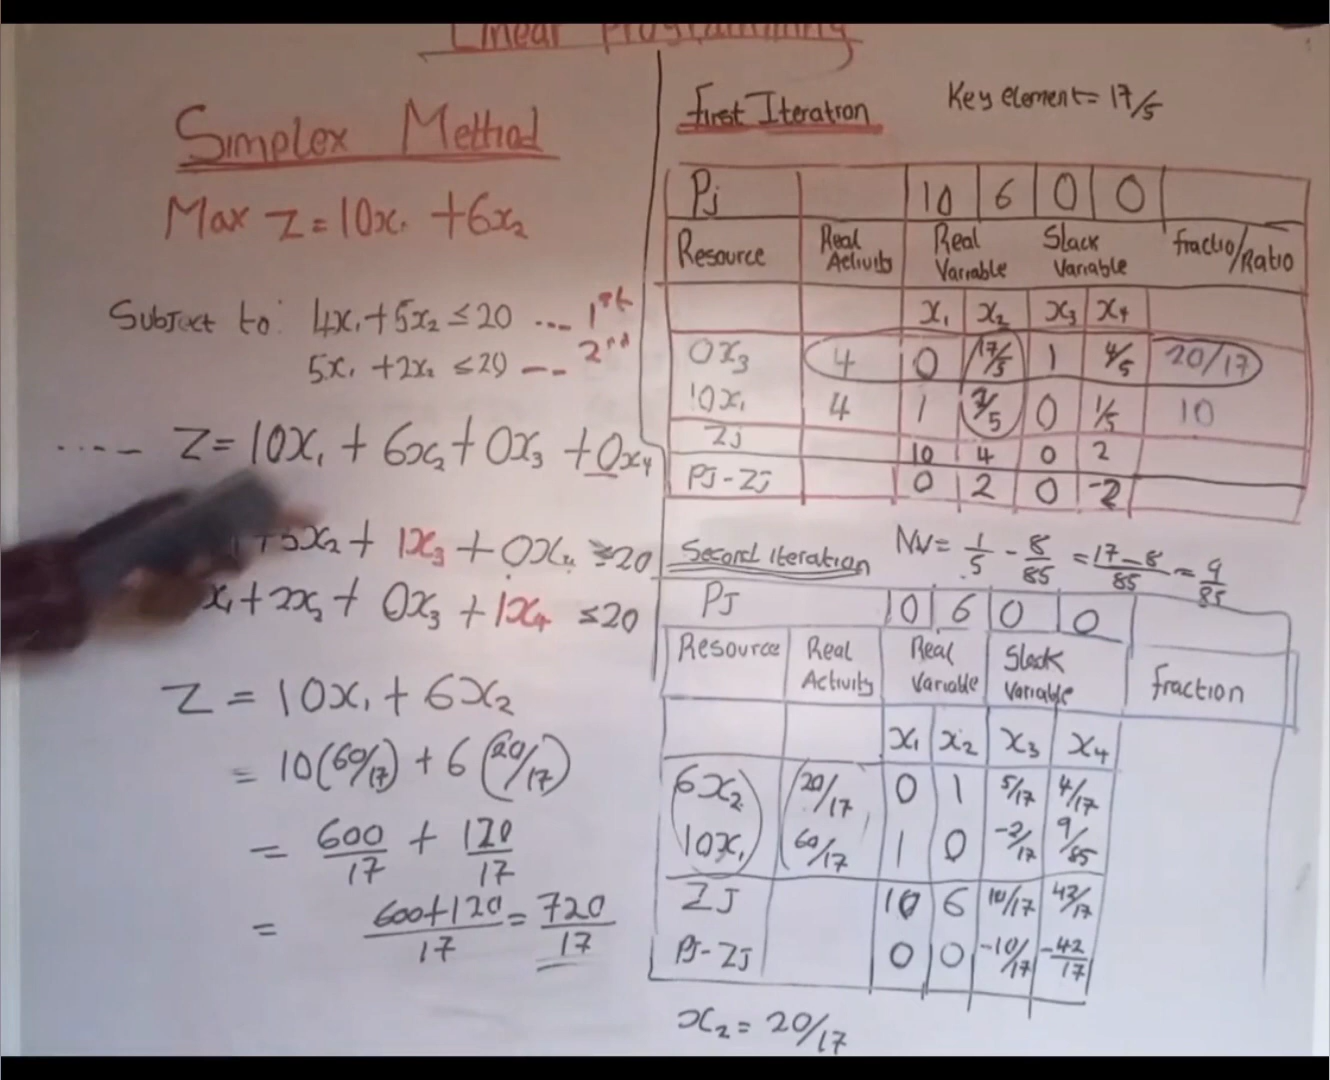 Linear Programming
Simplex Method
Max Z = 10x₁ + 6x₂
Subject to: 4x₁ + 5x₂ ≤ 20 ... 1st
5x₁ + 2x₂ ≤ 20 --- 2nd
.... Z = 10x₁ + 6x₂ + 0x₃ + 0x₄
+5x₂ + 1x₃ + 0x₄ ≤ 20
x₁ + 2x₂ + 0x₃ + 1x₄ ≤ 20
Z = 10x₁ + 6x₂
= 10(60/17) + 6(20/17)
= 600/17 + 120/17
= 600+120/17 = 720/17
First Iteration Key element = 17/5
Pj 10 6 0 0
Resource Real Activity Real Variable Slack Variable fractio/Ratio
x₁ x₂ x₃ x₄
0x₃ 4 0 17/5 1 4/5 20/17
10x₁ 4 1 2/5 0 1/5 10
Zj 10 4 0 2
Pj-Zj 0 2 0 -2
Second iteration NV = 1/5 - 8/85 = 17-8/85 = 9/85
Pj 10 6 0 0
Resource Real Activity Real Variable Slack Variable fraction
x₁ x₂ x₃ x₄
6x₂ 20/17 0 1 5/17 4/17
10x₁ 60/17 1 0 -2/17 9/85
Zj 10 6 10/17 42/17
Pj-Zj 0 0 -10/17 -42/17
x₂ = 20/17